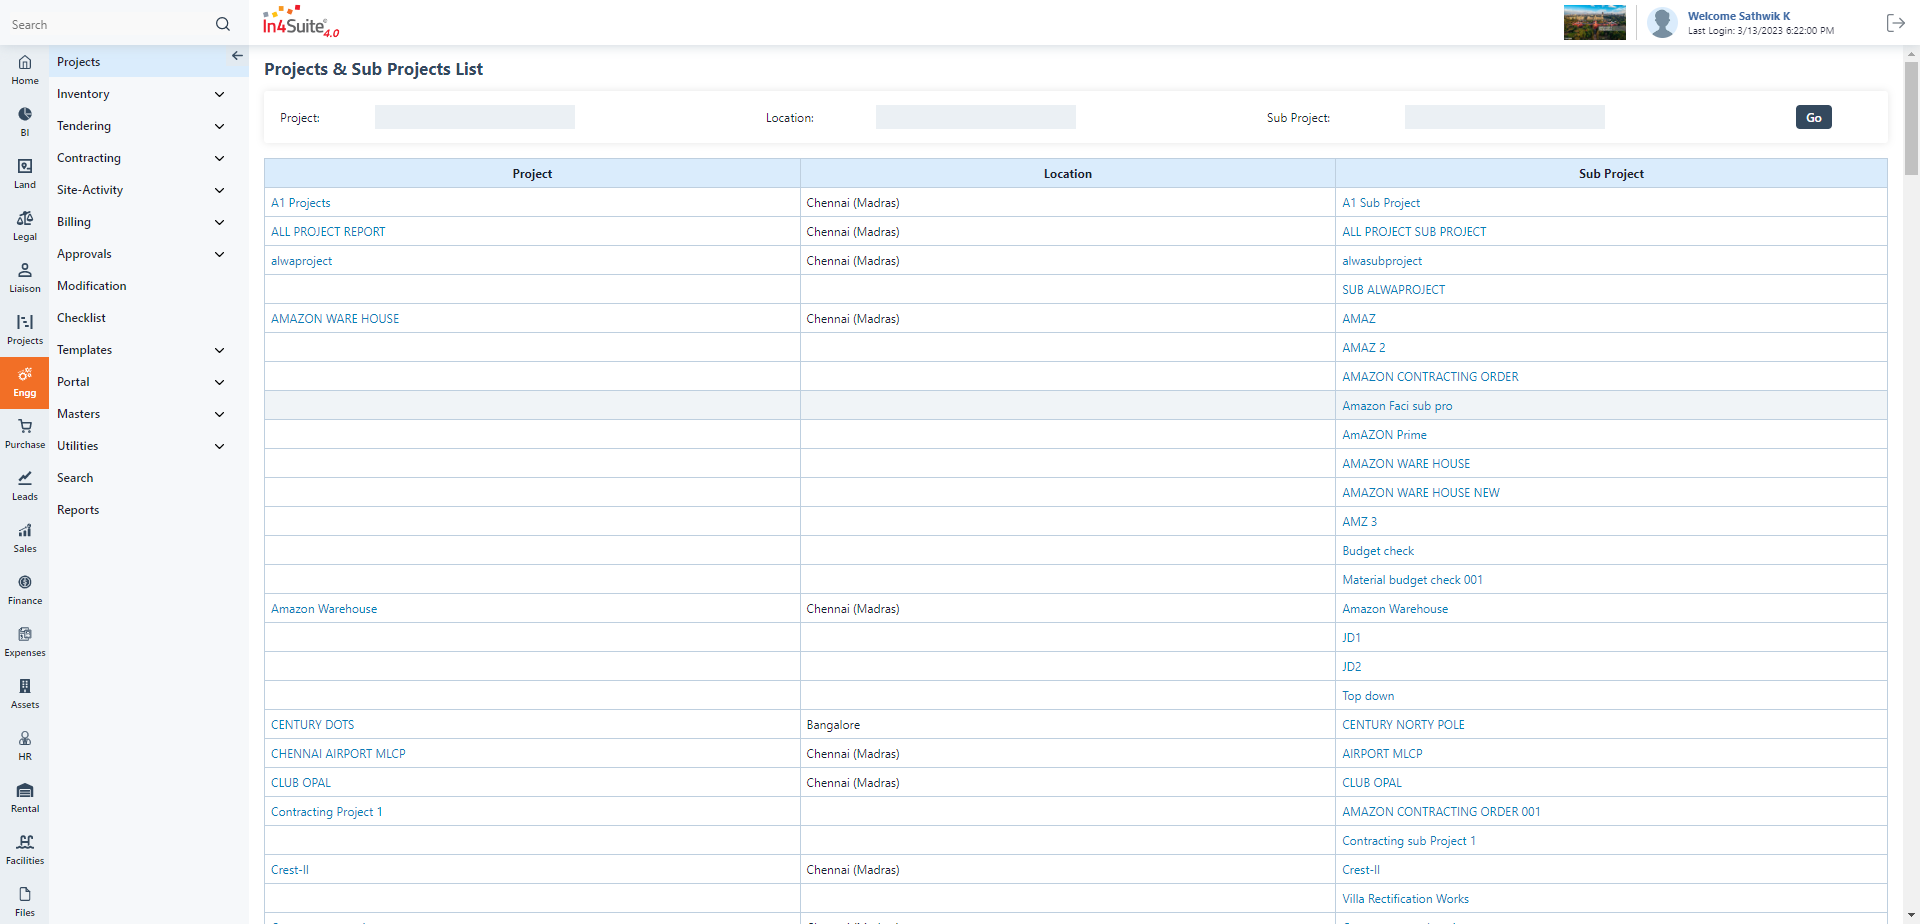 Search
In4Suite®4.0
Welcome Sathwik K
Last Login: 3/13/2023 6:22:00 PM
Home
BI
Land
Legal
Liaison
Projects
Engg
Purchase
Leads
Sales
Finance
Expenses
Assets
HR
Rental
Facilities
Files
Projects
Inventory
Tendering
Contracting
Site-Activity
Billing
Approvals
Modification
Checklist
Templates
Portal
Masters
Utilities
Search
Reports
Projects & Sub Projects List
Project: Location: Sub Project: Go
Project Location Sub Project
A1 Projects Chennai (Madras) A1 Sub Project
ALL PROJECT REPORT Chennai (Madras) ALL PROJECT SUB PROJECT
alwaproject Chennai (Madras) alwasubproject
SUB ALWAPROJECT
AMAZON WARE HOUSE Chennai (Madras) AMAZ
AMAZ 2
AMAZON CONTRACTING ORDER
Amazon Faci sub pro
AmAZON Prime
AMAZON WARE HOUSE
AMAZON WARE HOUSE NEW
AMZ 3
Budget check
Material budget check 001
Amazon Warehouse Chennai (Madras) Amazon Warehouse
JD1
JD2
Top down
CENTURY DOTS Bangalore CENTURY NORTY POLE
CHENNAI AIRPORT MLCP Chennai (Madras) AIRPORT MLCP
CLUB OPAL Chennai (Madras) CLUB OPAL
Contracting Project 1 AMAZON CONTRACTING ORDER 001
Contracting sub Project 1
Crest-II Chennai (Madras) Crest-II
Villa Rectification Works